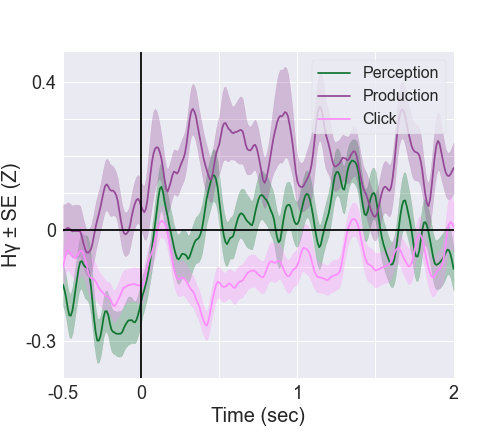 Perception
Production
Click
0.4
0
-0.3
Hγ ± SE (Z)
-0.5
0
1
2
Time (sec)